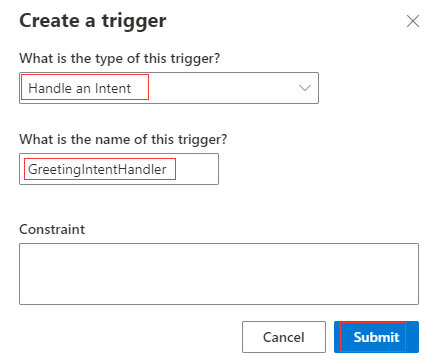 Create a trigger
What is the type of this trigger?
Handle an Intent
What is the name of this trigger?
GreetingIntentHandler
Constraint
Cancel Submit